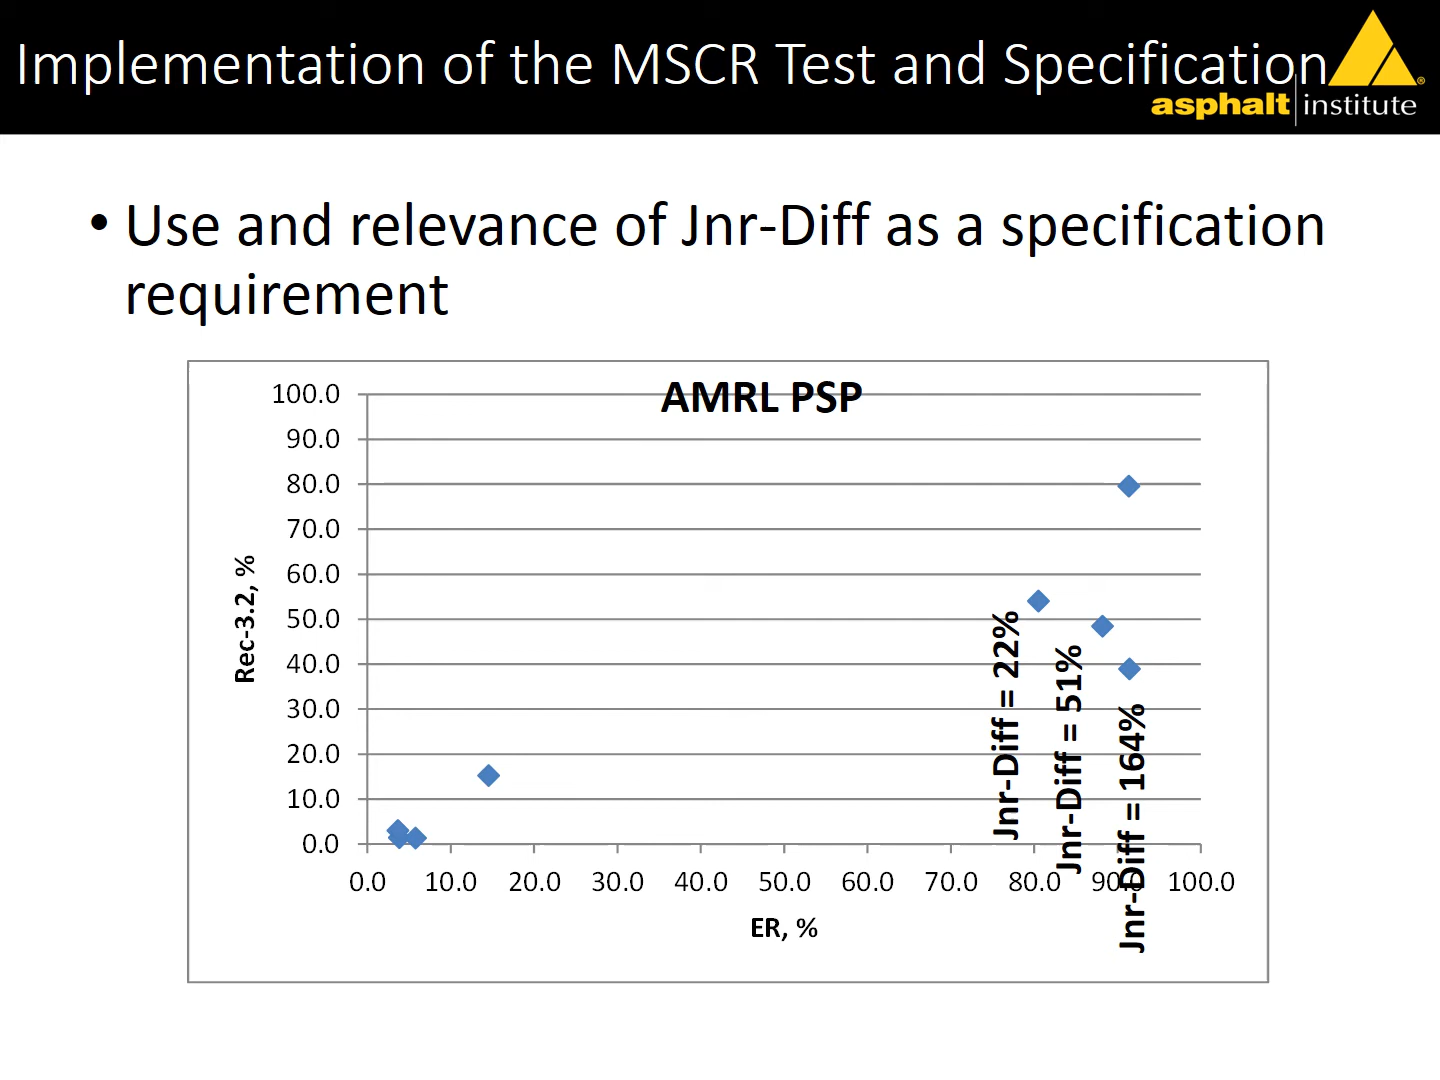 Implementation of the MSCR Test and Specification
asphalt institute®
• Use and relevance of Jnr-Diff as a specification
requirement
AMRL PSP
100.0
90.0
80.0
70.0
60.0
50.0
40.0
30.0
20.0
10.0
0.0
Rec-3.2, %
Jnr-Diff = 22%
Jnr-Diff = 51%
Jnr-Diff = 164%
0.0 10.0 20.0 30.0 40.0 50.0 60.0 70.0 80.0 90.0 100.0
ER, %